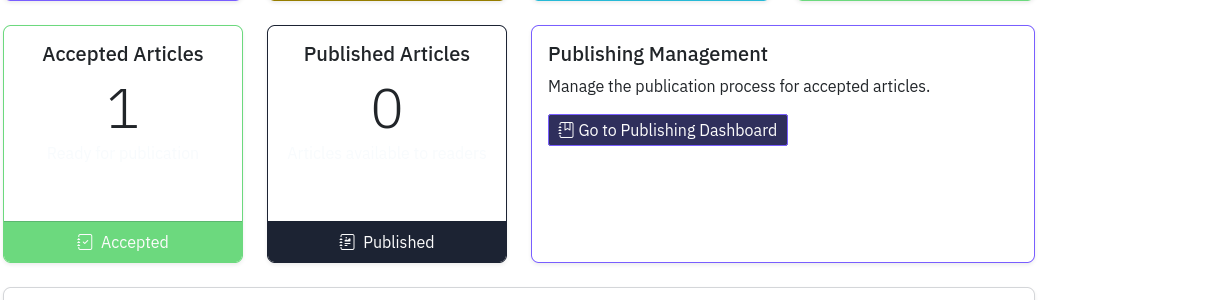 Accepted Articles
1
Ready for publication
Accepted
Published Articles
0
Articles available to readers
Published
Publishing Management
Manage the publication process for accepted articles.
Go to Publishing Dashboard